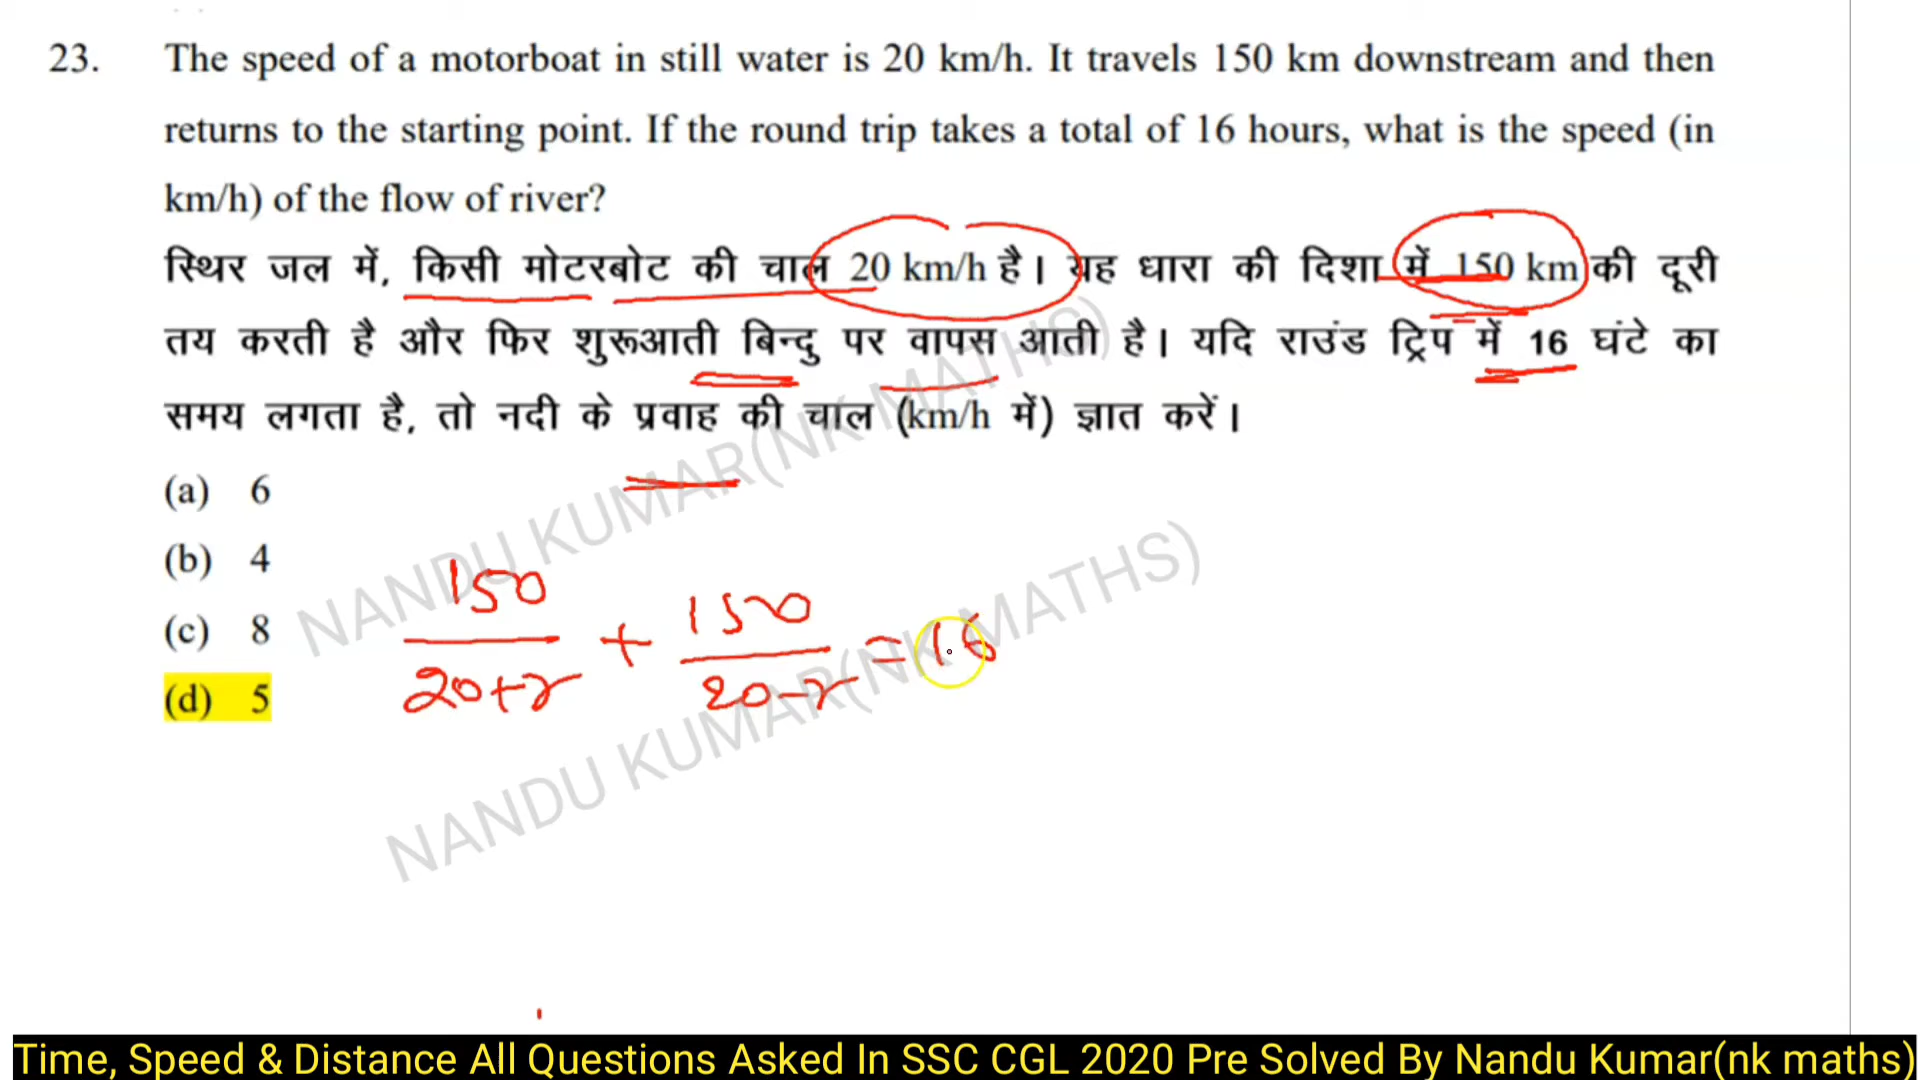 23. The speed of a motorboat in still water is 20 km/h. It travels 150 km downstream and then
returns to the starting point. If the round trip takes a total of 16 hours, what is the speed (in
km/h) of the flow of river?
स्थिर जल में, किसी मोटरबोट की चाल 20 km/h है। यह धारा की दिशा में 150 km की दूरी
तय करती है और फिर शुरूआती बिन्दु पर वापस आती है। यदि राउंड ट्रिप में 16 घंटे का
समय लगता है, तो नदी के प्रवाह की चाल (km/h में) ज्ञात करें।
(a) 6
(b) 4
(c) 8
(d) 5
150/20+r + 150/20-r = 16
NANDU KUMAR(NK MATHS)
NANDU KUMAR(NK MATHS)
Time, Speed & Distance All Questions Asked In SSC CGL 2020 Pre Solved By Nandu Kumar(nk maths)